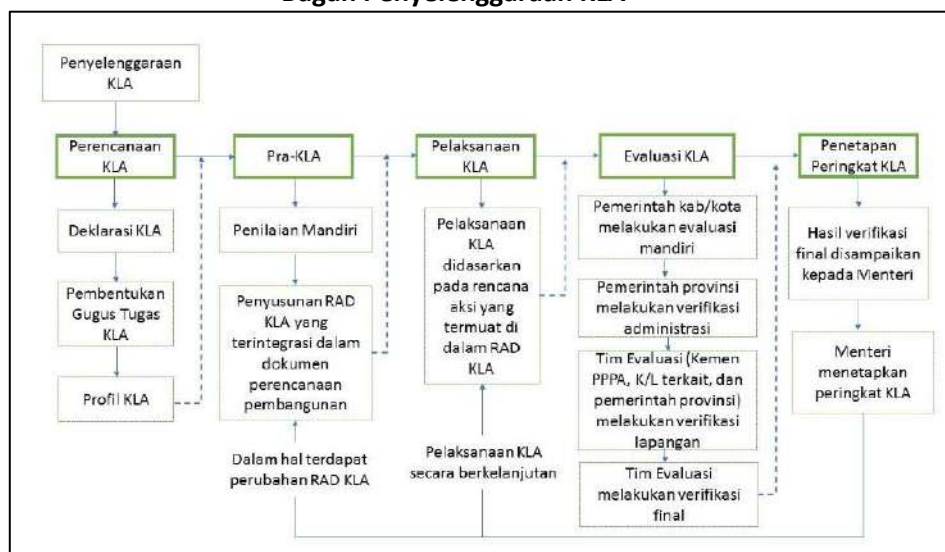 Bagan Penyelenggaraan KLA
Penyelenggaraan
KLA
Perencanaan
KLA
Deklarasi KLA
Pembentukan
Gugus Tugas
KLA
Profil KLA
Pra-KLA
Penilaian Mandiri
Penyusunan RAD
KLA yang
terintegrasi dalam
dokumen
perencanaan
pembangunan
Dalam hal terdapat
perubahan RAD KLA
Pelaksanaan
KLA
Pelaksanaan
KLA
didasarkan
pada rencana
aksi yang
termuat di
dalam RAD
KLA
Pelaksanaan KLA
secara berkelanjutan
Evaluasi KLA
Pemerintah kab/kota
melakukan evaluasi
mandiri
Pemerintah provinsi
melakukan verifikasi
administrasi
Tim Evaluasi (Kemen
PPPA, K/L terkait, dan
pemerintah provinsi)
melakukan verifikasi
lapangan
Tim Evaluasi
melakukan verifikasi
final
Penetapan
Peringkat KLA
Hasil verifikasi
final disampaikan
kepada Menteri
Menteri
menetapkan
peringkat KLA